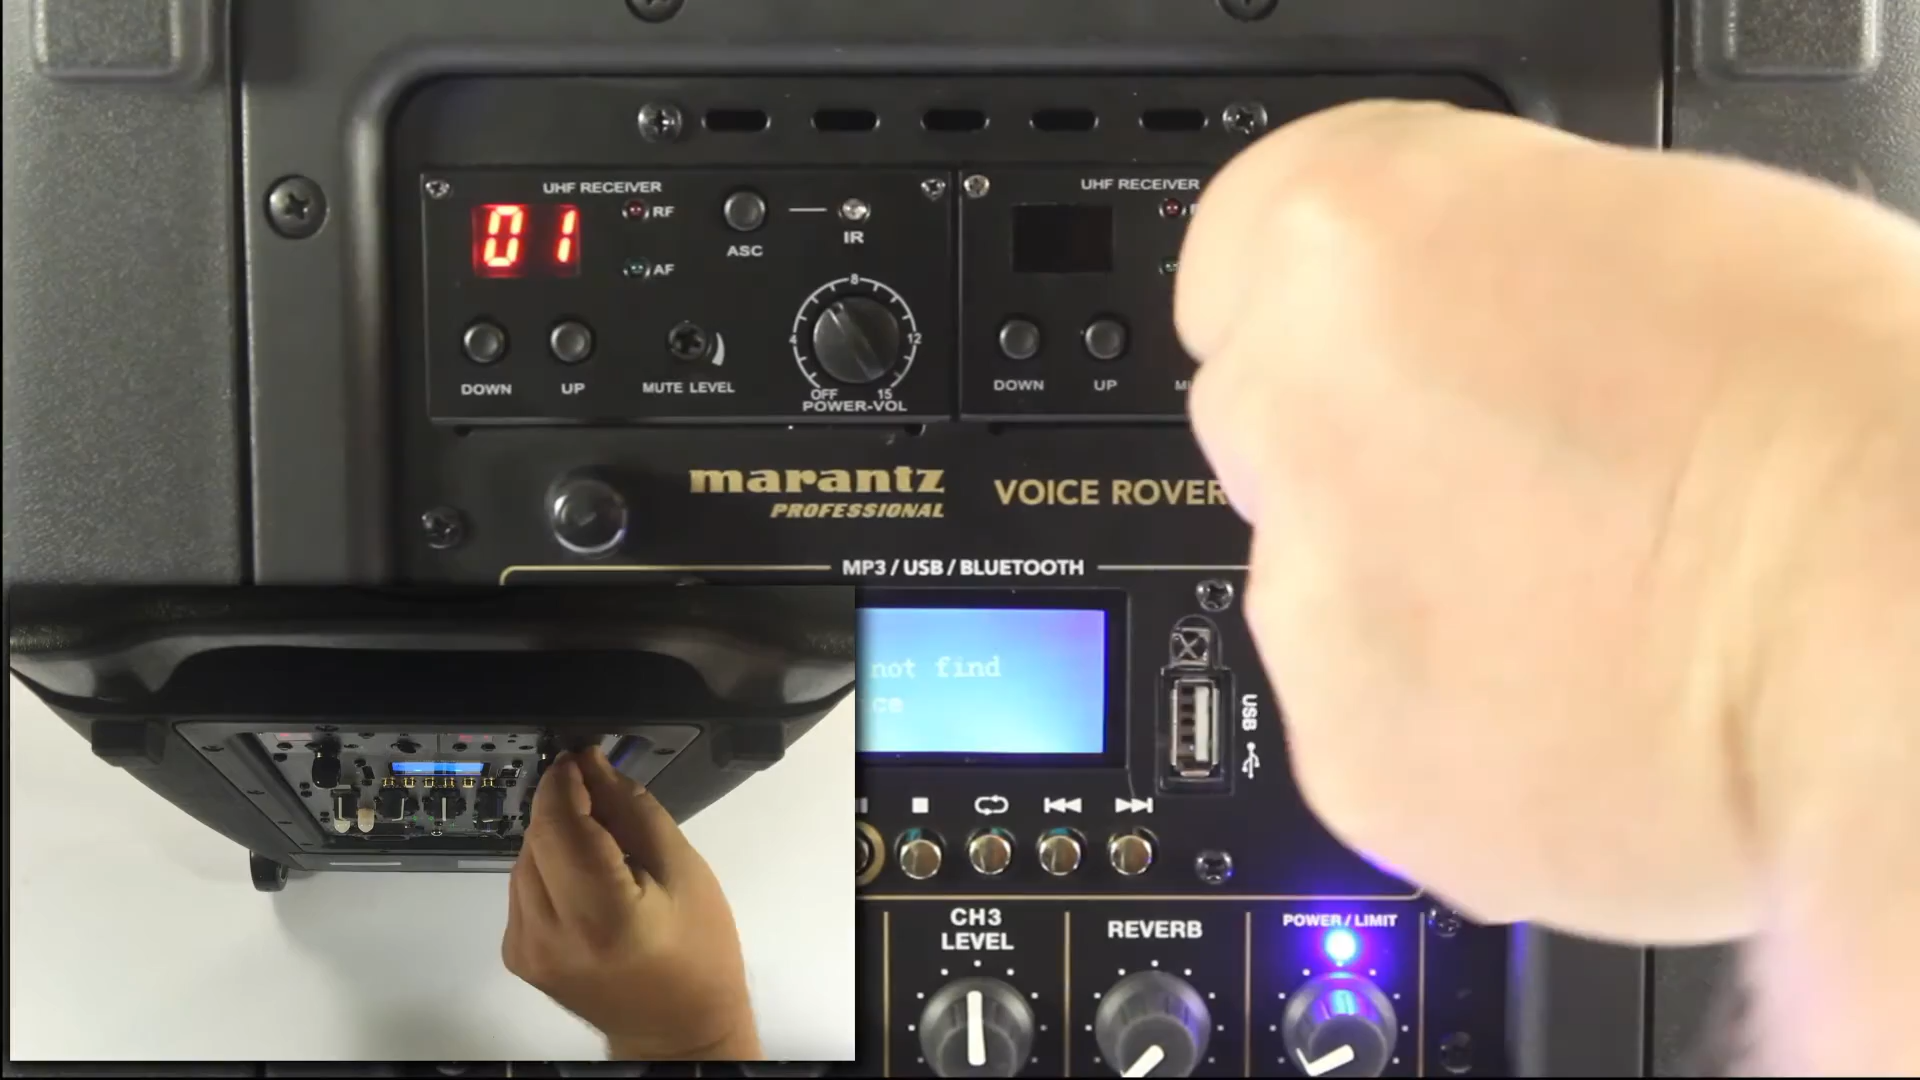 UHF RECEIVER
01
RF
AF
ASC
IR
DOWN
UP
MUTE LEVEL
4
8
12
OFF
15
POWER-VOL
UHF RECEIVER
DOWN
UP
marantz
PROFESSIONAL
VOICE ROVER
MP3 / USB / BLUETOOTH
not find
USB
CH3
LEVEL
REVERB
POWER / LIMIT